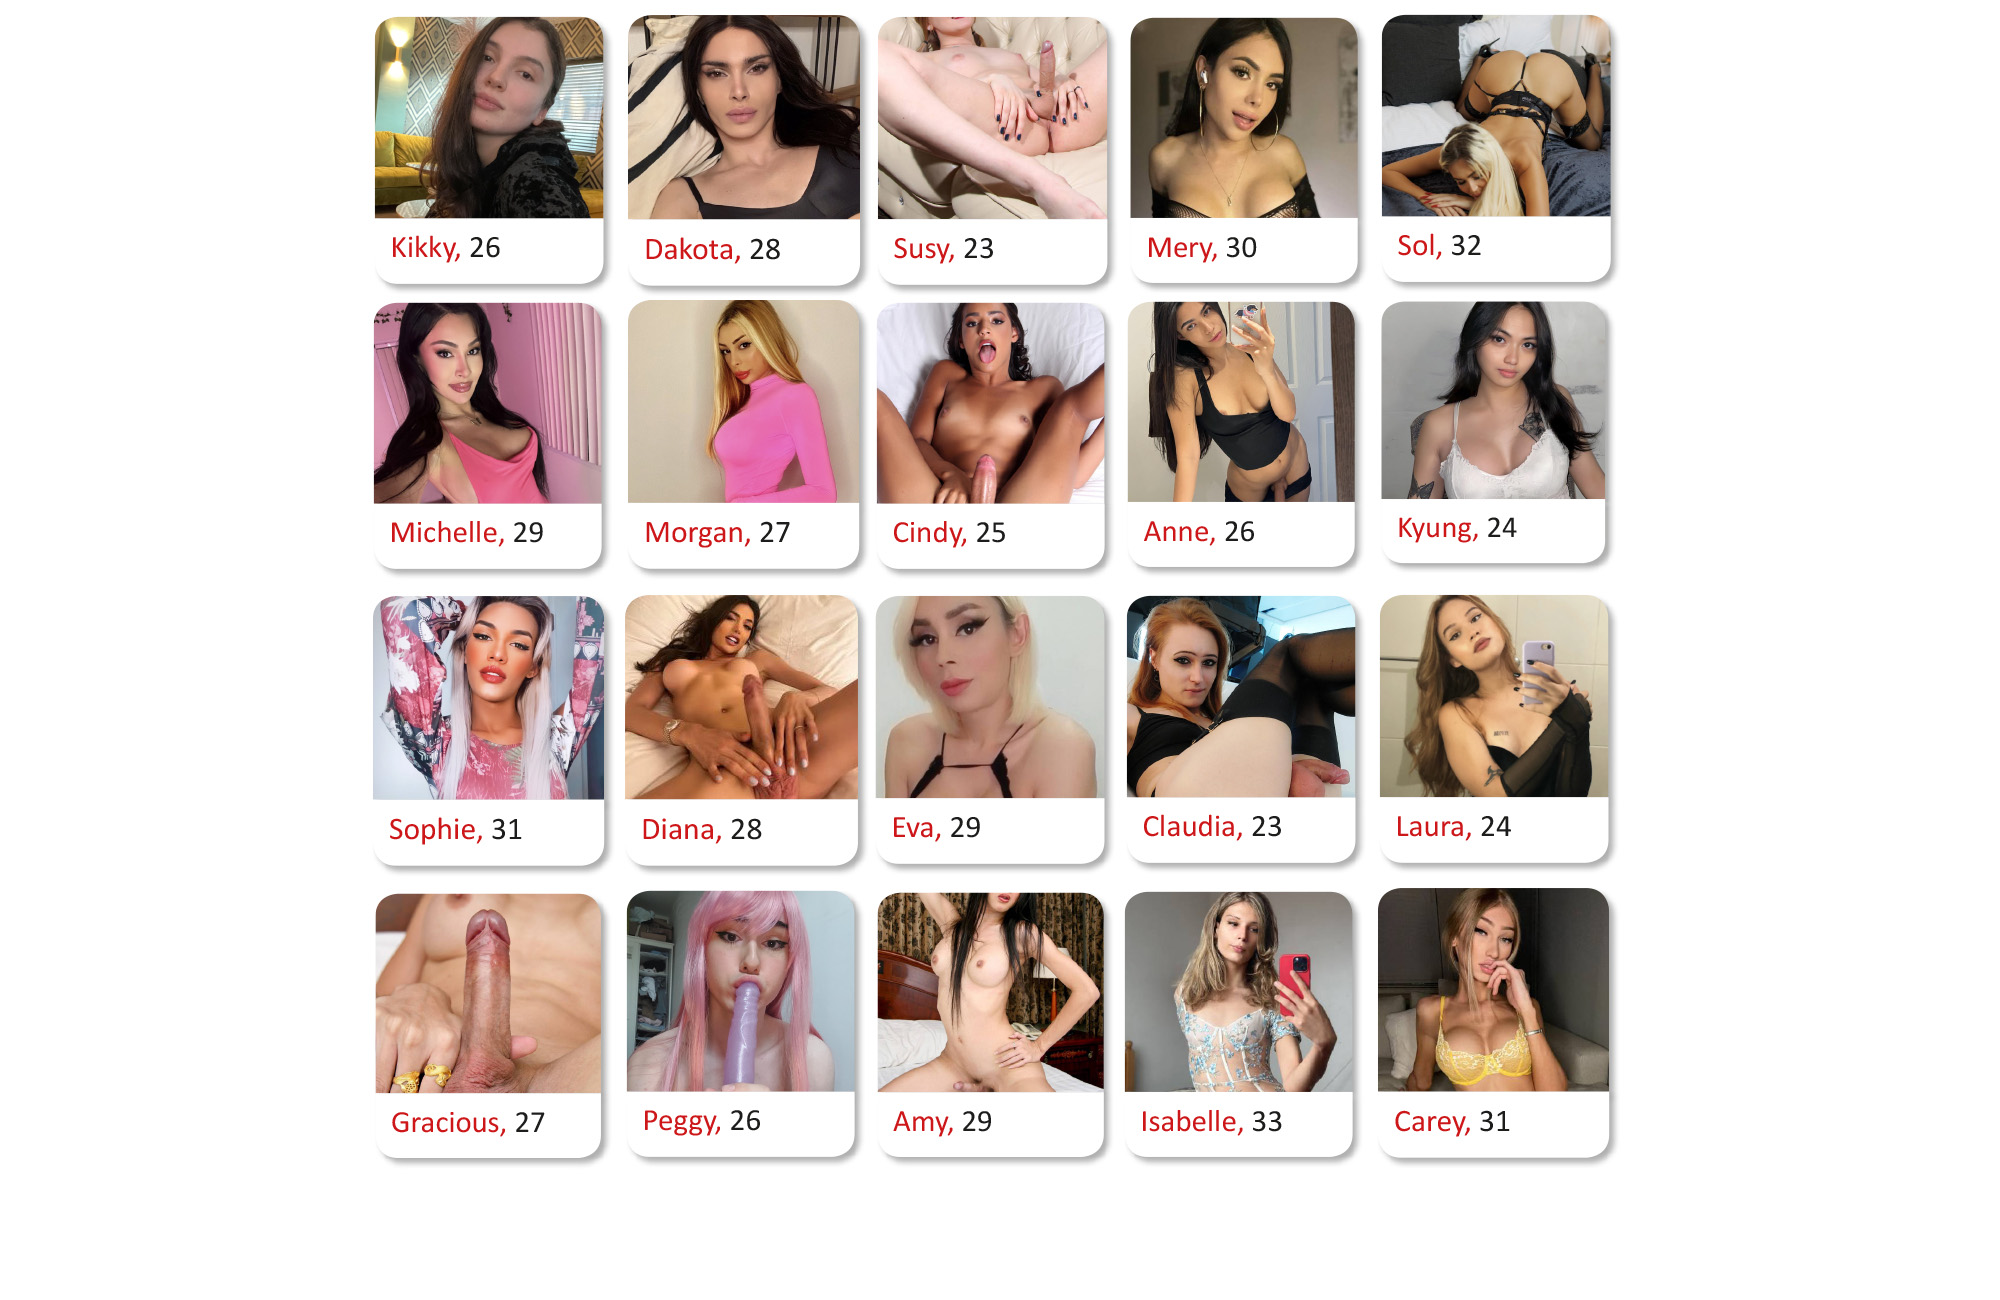 Kikky, 26
Dakota, 28
Susy, 23
Mery, 30
Sol, 32
Michelle, 29
Morgan, 27
Cindy, 25
Anne, 26
Kyung, 24
Sophie, 31
Diana, 28
Eva, 29
Claudia, 23
Laura, 24
Gracious, 27
Peggy, 26
Amy, 29
Isabelle, 33
Carey, 31